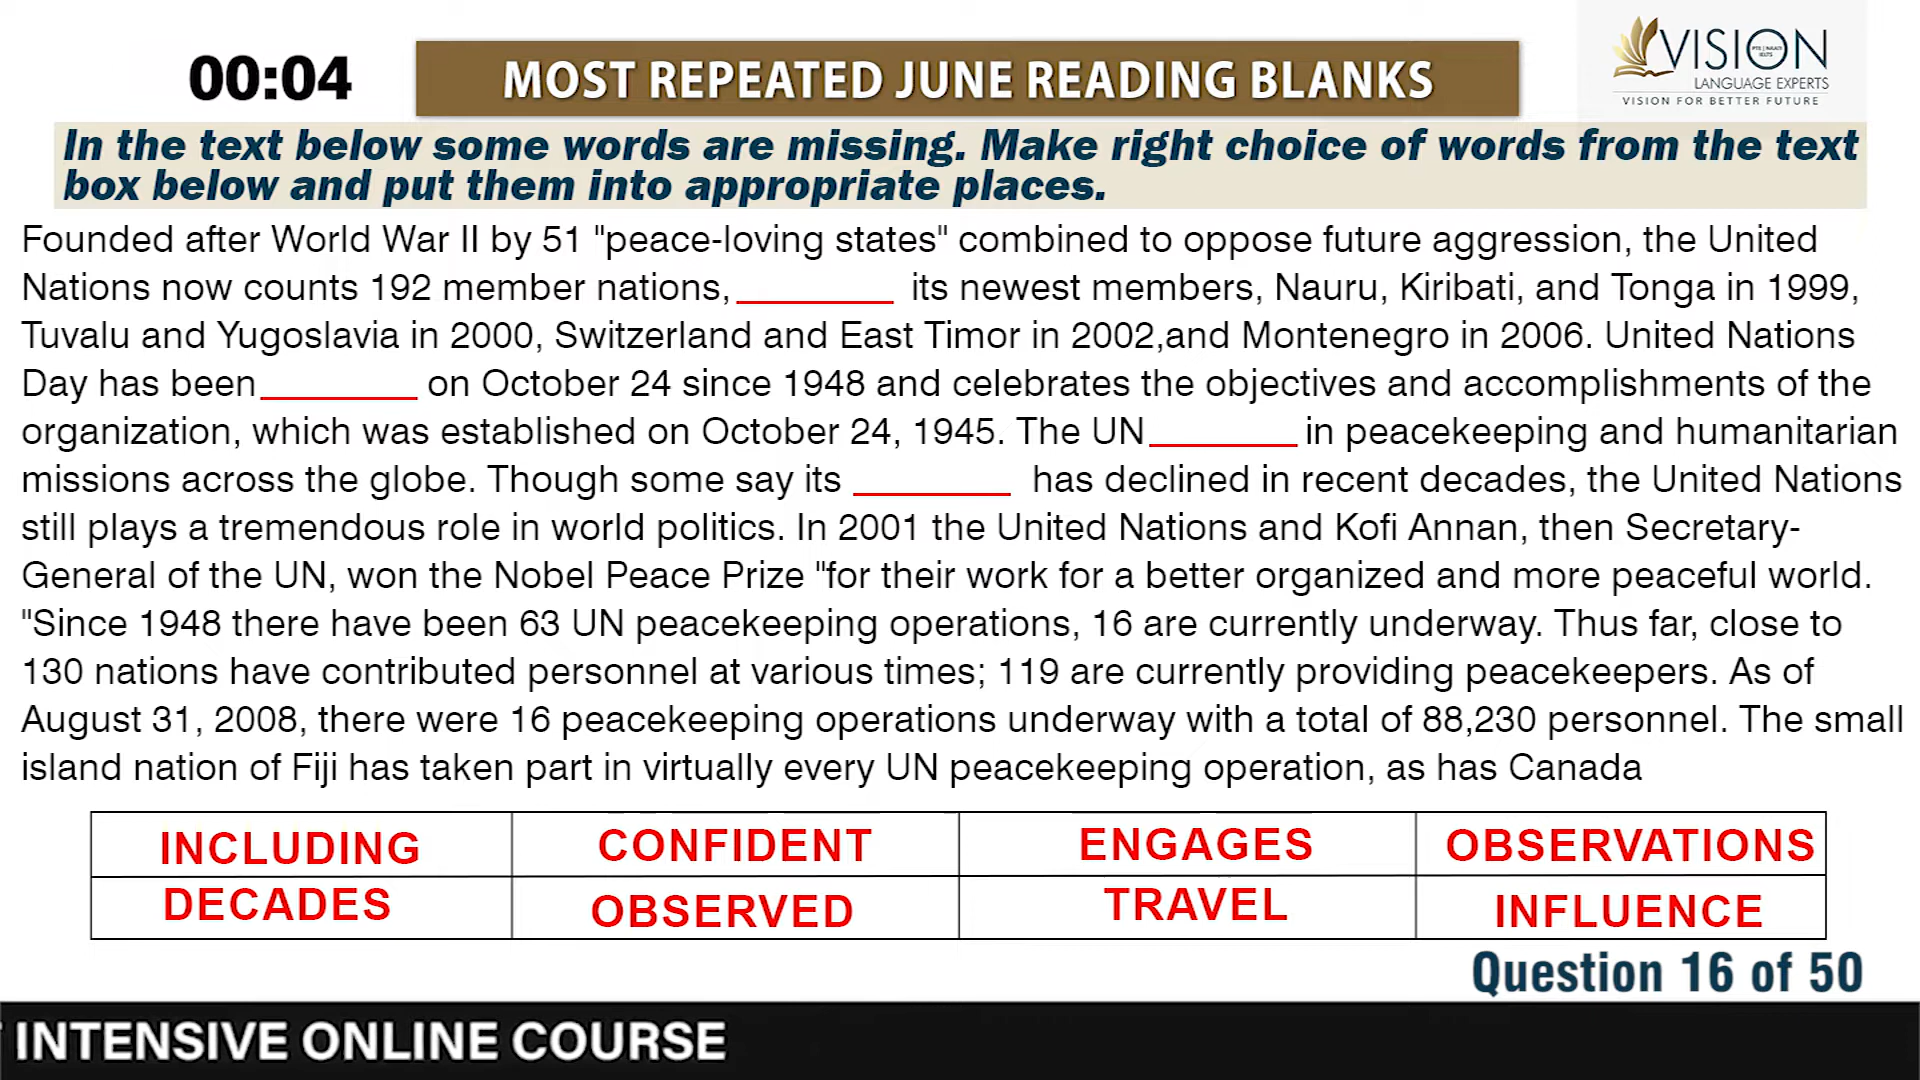 00:04
MOST REPEATED JUNE READING BLANKS
VISION
PTE | NAATI
IELTS
LANGUAGE EXPERTS
VISION FOR BETTER FUTURE
In the text below some words are missing. Make right choice of words from the text
box below and put them into appropriate places.
Founded after World War II by 51 "peace-loving states" combined to oppose future aggression, the United
Nations now counts 192 member nations, ________ its newest members, Nauru, Kiribati, and Tonga in 1999,
Tuvalu and Yugoslavia in 2000, Switzerland and East Timor in 2002,and Montenegro in 2006. United Nations
Day has been ________ on October 24 since 1948 and celebrates the objectives and accomplishments of the
organization, which was established on October 24, 1945. The UN ________ in peacekeeping and humanitarian
missions across the globe. Though some say its ________ has declined in recent decades, the United Nations
still plays a tremendous role in world politics. In 2001 the United Nations and Kofi Annan, then Secretary-
General of the UN, won the Nobel Peace Prize "for their work for a better organized and more peaceful world.
"Since 1948 there have been 63 UN peacekeeping operations, 16 are currently underway. Thus far, close to
130 nations have contributed personnel at various times; 119 are currently providing peacekeepers. As of
August 31, 2008, there were 16 peacekeeping operations underway with a total of 88,230 personnel. The small
island nation of Fiji has taken part in virtually every UN peacekeeping operation, as has Canada
INCLUDING CONFIDENT ENGAGES OBSERVATIONS
DECADES OBSERVED TRAVEL INFLUENCE
Question 16 of 50
INTENSIVE ONLINE COURSE